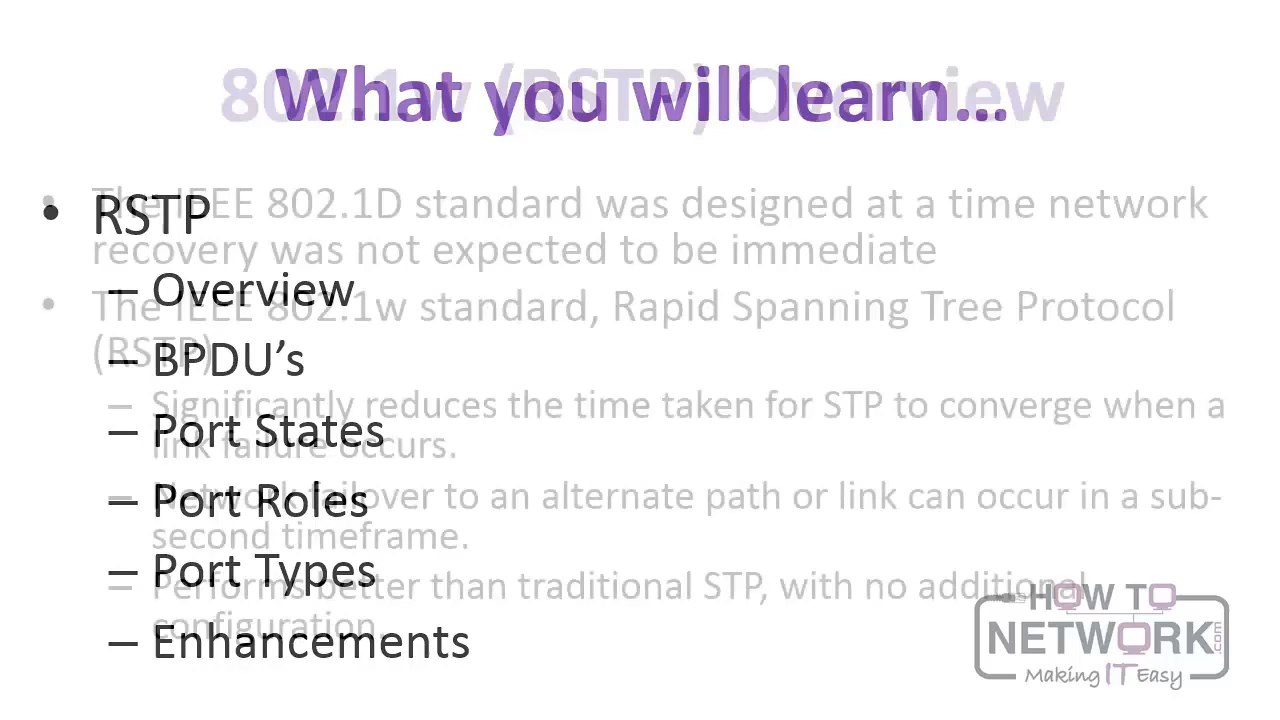 What you will learn...
• RSTP
– Overview
– BPDU’s
– Port States
– Port Roles
– Port Types
– Enhancements
802.1w (RSTP) Overview
• The IEEE 802.1D standard was designed at a time network
recovery was not expected to be immediate
• The IEEE 802.1w standard, Rapid Spanning Tree Protocol
(RSTP)
– Significantly reduces the time taken for STP to converge when a
link failure occurs.
– Network failover to an alternate path or link can occur in a sub-
second timeframe.
– Performs better than traditional STP, with no additional
configuration
HOW TO
NETWORK.com
Making IT Easy